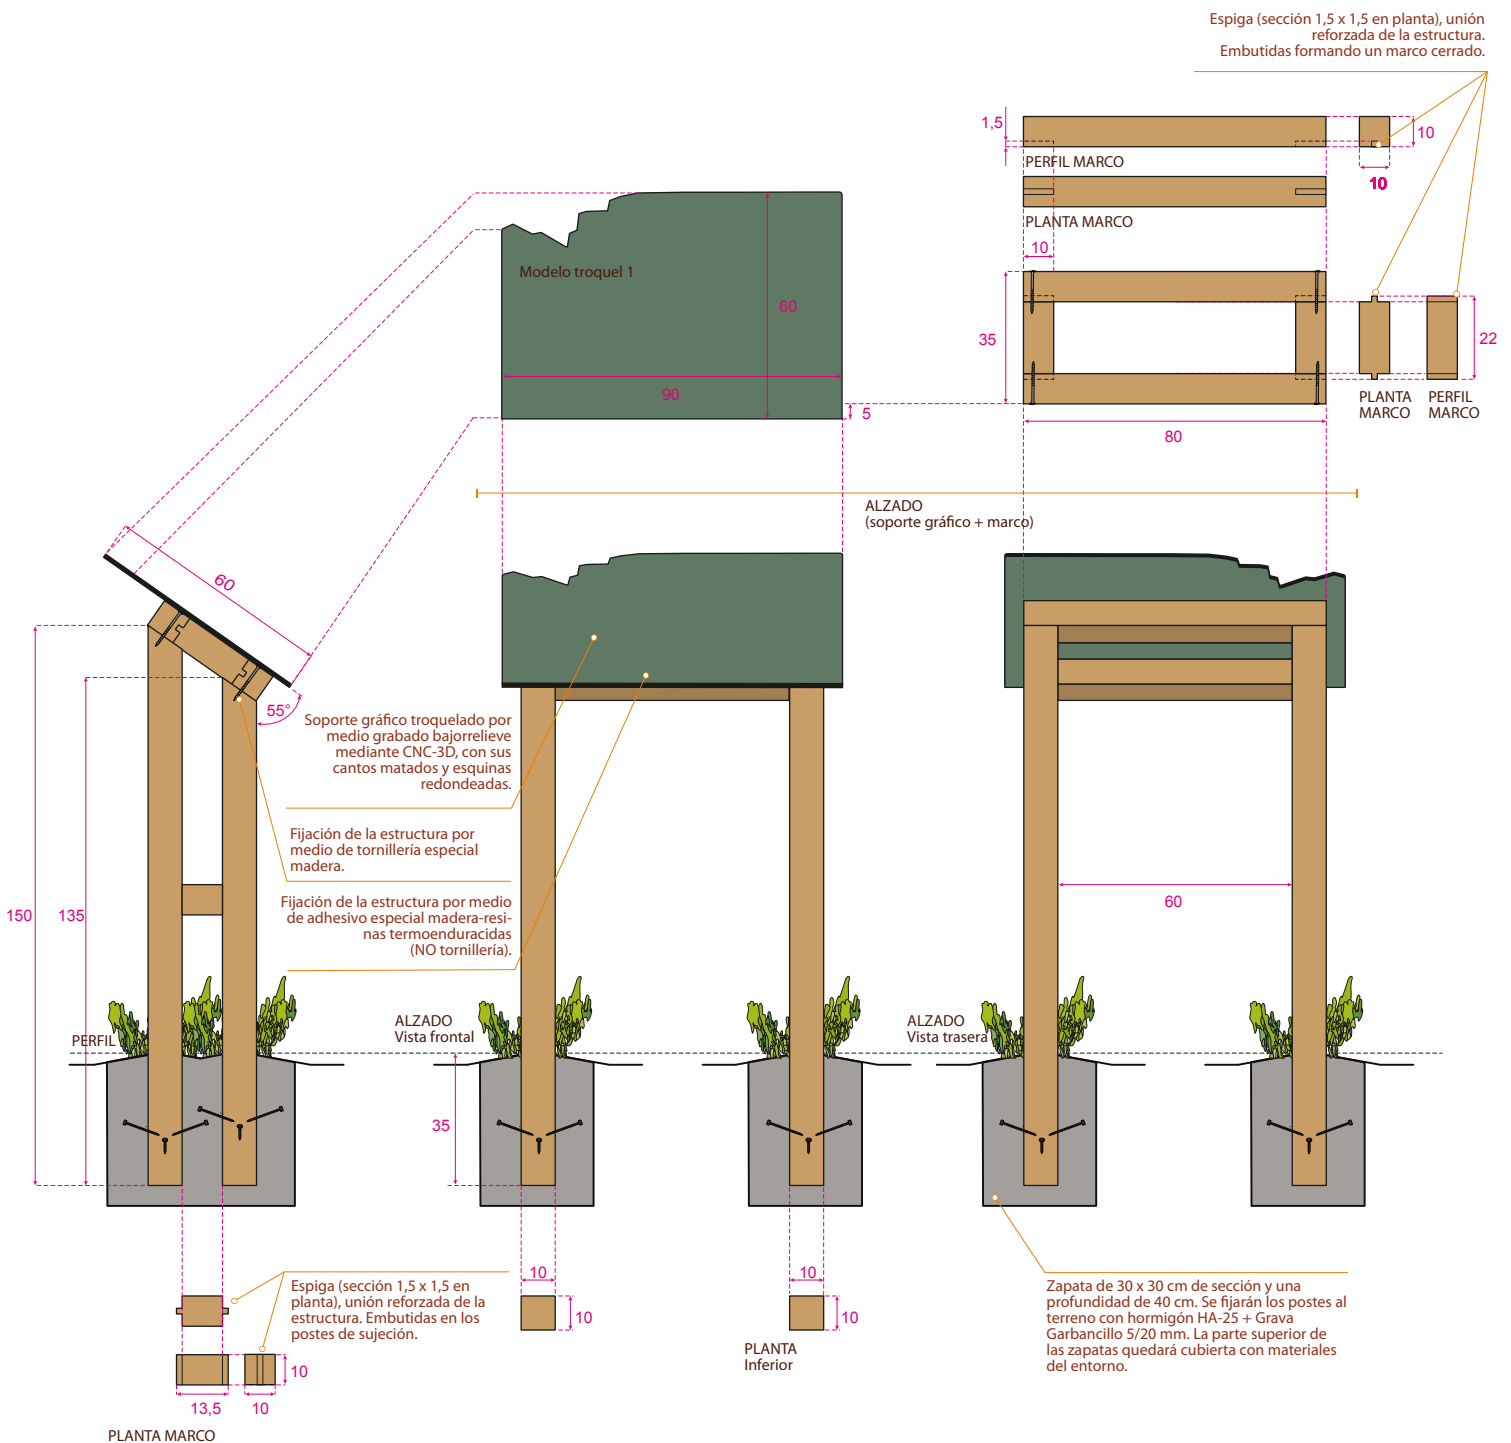 Espiga (sección 1,5 x 1,5 en planta), unión
reforzada de la estructura.
Embutidas formando un marco cerrado.
1,5
10
PERFIL MARCO
10
PLANTA MARCO
10
Modelo troquel 1
60
90
5
35
22
PLANTA
MARCO
PERFIL
MARCO
80
ALZADO
(soporte gráfico + marco)
60
55°
Soporte gráfico troquelado por
medio grabado bajorrelieve
mediante CNC-3D, con sus
cantos matados y esquinas
redondeadas.
Fijación de la estructura por
medio de tornillería especial
madera.
Fijación de la estructura por medio
de adhesivo especial madera-resi-
nas termoenduracidas
(NO tornillería).
150
135
60
PERFIL
ALZADO
Vista frontal
ALZADO
Vista trasera
35
Espiga (sección 1,5 x 1,5 en
planta), unión reforzada de la
estructura. Embutidas en los
postes de sujeción.
10
13,5
10
PLANTA MARCO
10
10
10
10
PLANTA
Inferior
Zapata de 30 x 30 cm de sección y una
profundidad de 40 cm. Se fijarán los postes al
terreno con hormigón HA-25 + Grava
Garbancillo 5/20 mm. La parte superior de
las zapatas quedará cubierta con materiales
del entorno.